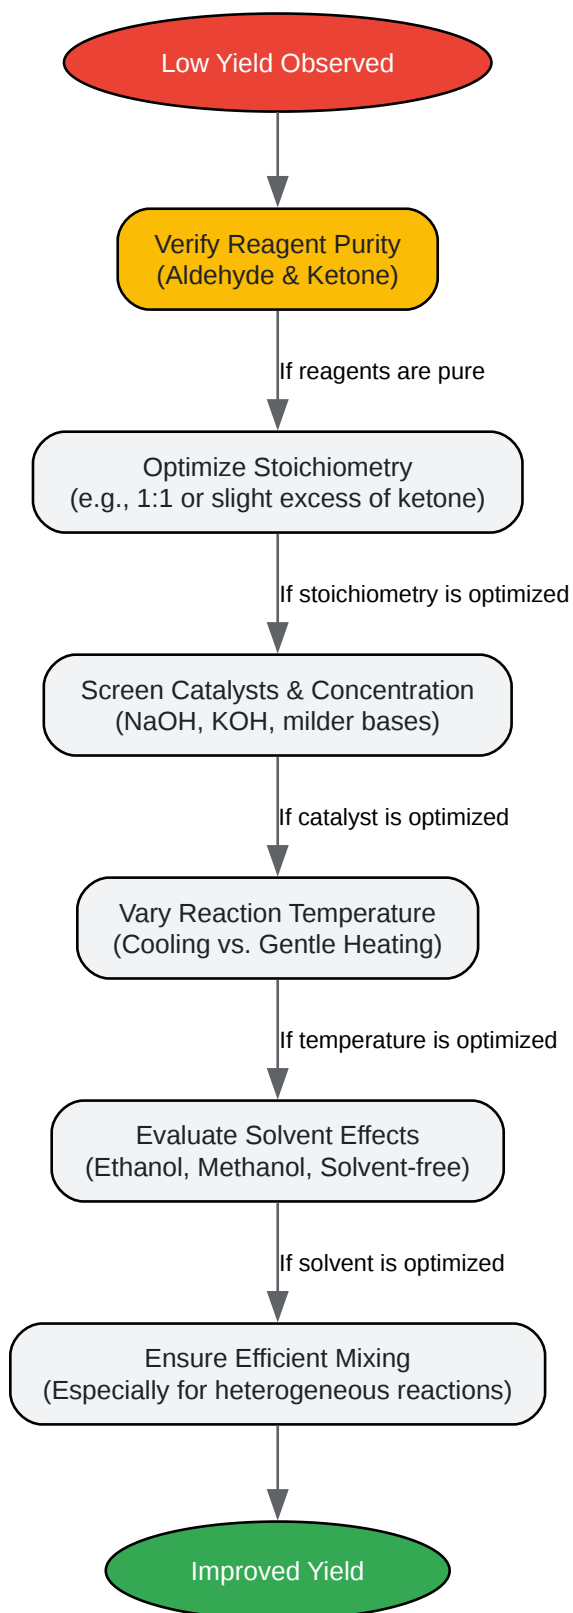 Low Yield Observed
Verify Reagent Purity
(Aldehyde & Ketone)
If reagents are pure
Optimize Stoichiometry
(e.g., 1:1 or slight excess of ketone)
If stoichiometry is optimized
Screen Catalysts & Concentration
(NaOH, KOH, milder bases)
If catalyst is optimized
Vary Reaction Temperature
(Cooling vs. Gentle Heating)
If temperature is optimized
Evaluate Solvent Effects
(Ethanol, Methanol, Solvent-free)
If solvent is optimized
Ensure Efficient Mixing
(Especially for heterogeneous reactions)
Improved Yield